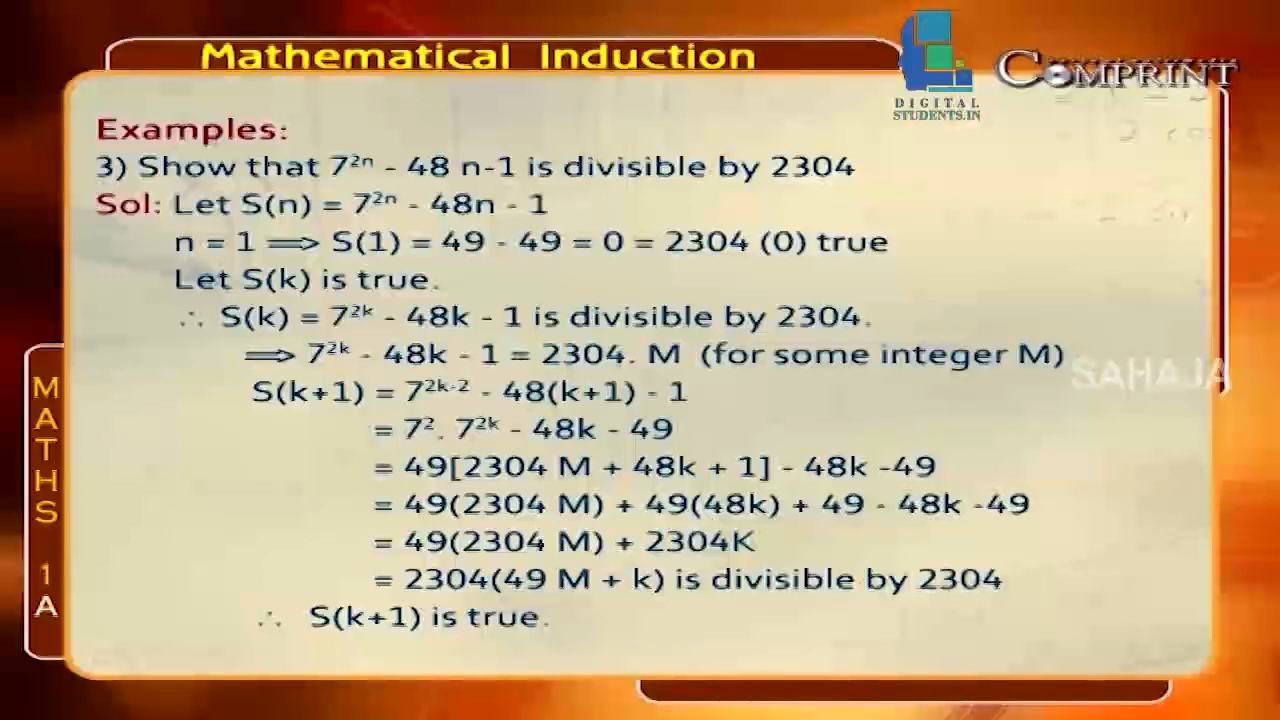 Mathematical Induction
COMPRINT
DIGITAL
STUDENTS.IN
Examples:
3) Show that 7²ⁿ - 48 n-1 is divisible by 2304
Sol: Let S(n) = 7²ⁿ - 48n - 1
n = 1 ⟹ S(1) = 49 - 49 = 0 = 2304 (0) true
Let S(k) is true.
∴ S(k) = 7²ᵏ - 48k - 1 is divisible by 2304.
⟹ 7²ᵏ - 48k - 1 = 2304. M (for some integer M)
SAHAJA
S(k+1) = 7²ᵏ⁻² - 48(k+1) - 1
= 7². 7²ᵏ - 48k - 49
= 49[2304 M + 48k + 1] - 48k -49
= 49(2304 M) + 49(48k) + 49 - 48k -49
= 49(2304 M) + 2304K
= 2304(49 M + k) is divisible by 2304
∴ S(k+1) is true.
MATHS 1A